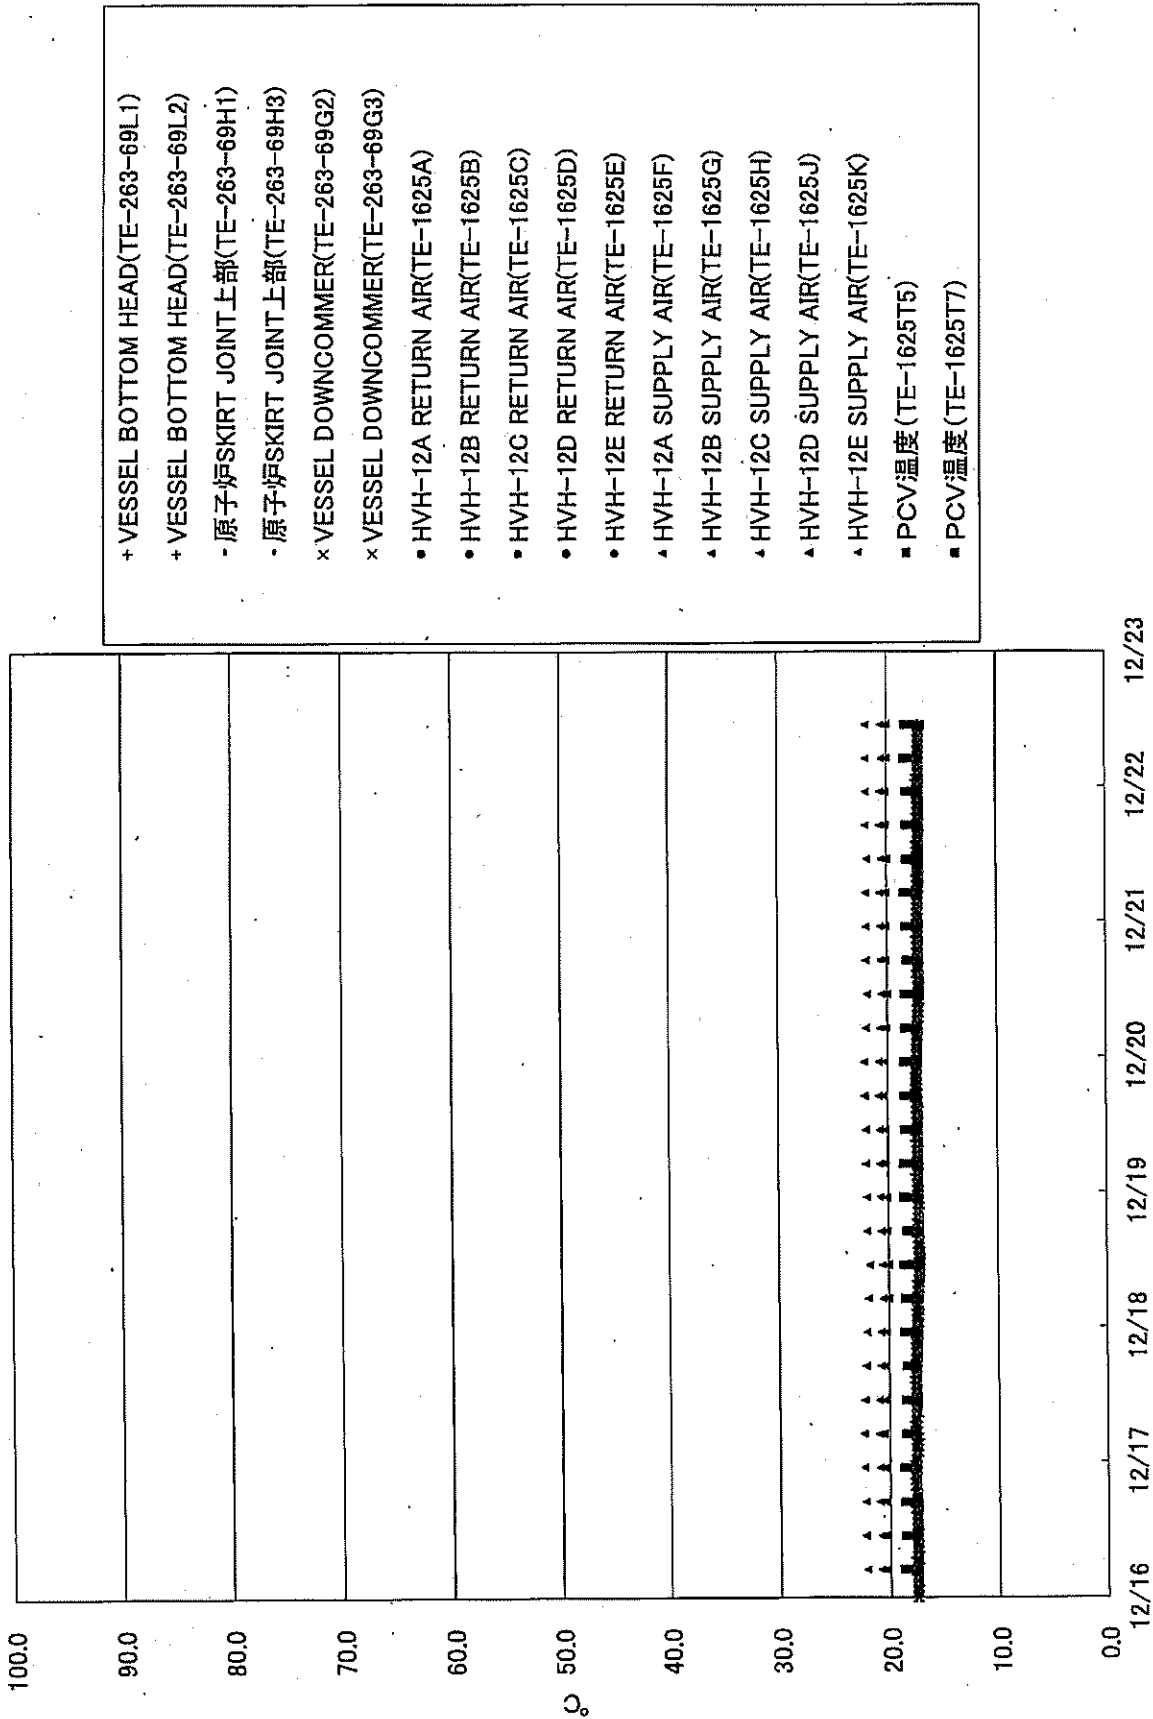 100.0
90.0
80.0
70.0
60.0
50.0
40.0
30.0
20.0
10.0
0.0
℃
12/16
12/17
12/18
12/19
12/20
12/21
12/22
12/23
+ VESSEL BOTTOM HEAD(TE-263-69L1)
+ VESSEL BOTTOM HEAD(TE-263-69L2)
- 原子炉SKIRT JOINT上部(TE-263-69H1)
- 原子炉SKIRT JOINT上部(TE-263-69H3)
× VESSEL DOWNCOMMER(TE-263-69G2)
× VESSEL DOWNCOMMER(TE-263-69G3)
● HVH-12A RETURN AIR(TE-1625A)
● HVH-12B RETURN AIR(TE-1625B)
● HVH-12C RETURN AIR(TE-1625C)
● HVH-12D RETURN AIR(TE-1625D)
● HVH-12E RETURN AIR(TE-1625E)
▲ HVH-12A SUPPLY AIR(TE-1625F)
▲ HVH-12B SUPPLY AIR(TE-1625G)
▲ HVH-12C SUPPLY AIR(TE-1625H)
▲ HVH-12D SUPPLY AIR(TE-1625J)
▲ HVH-12E SUPPLY AIR(TE-1625K)
■ PCV温度(TE-1625T5)
■ PCV温度(TE-1625T7)